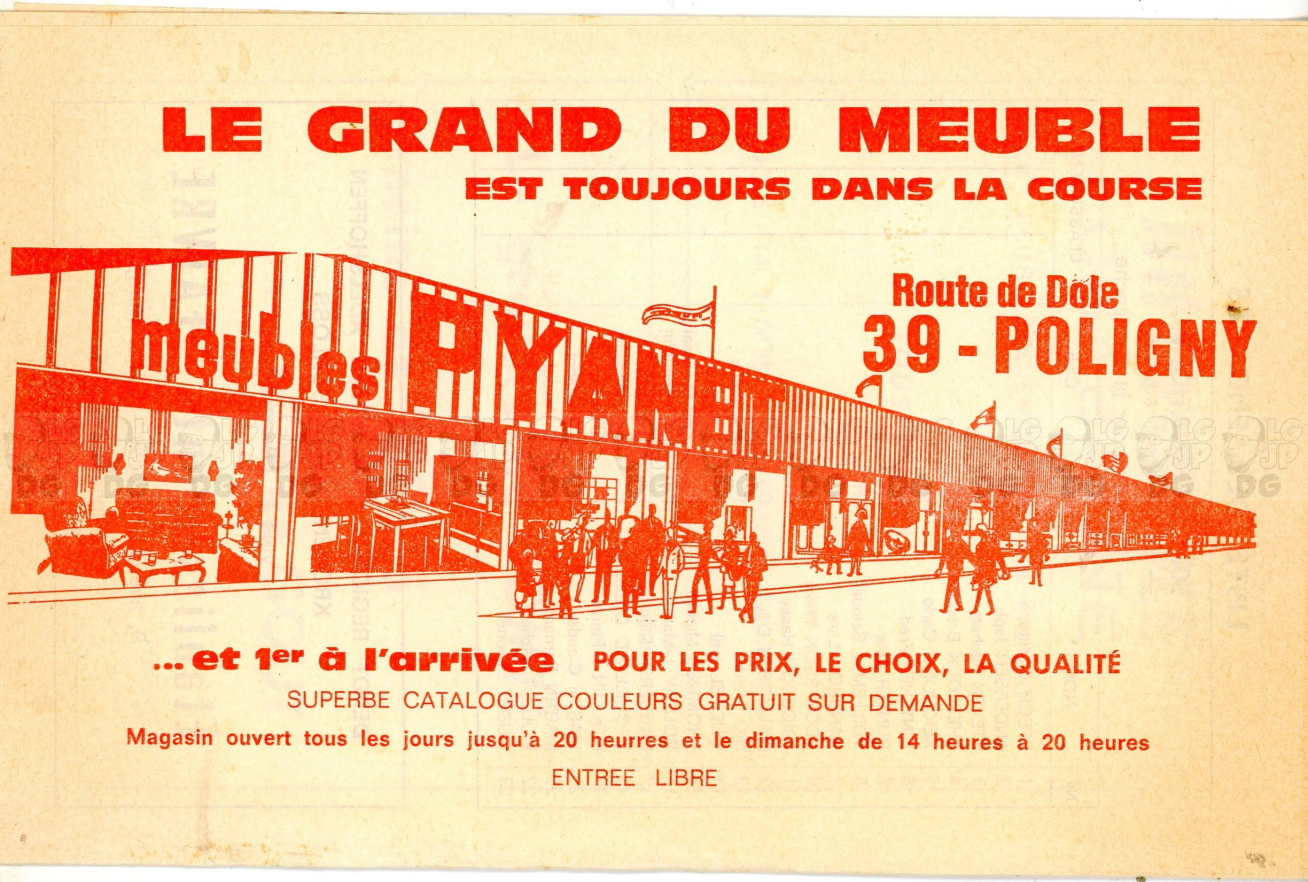 LE GRAND DU MEUBLE
EST TOUJOURS DANS LA COURSE
Route de Dole
39 - POLIGNY
meubles
... et 1er à l'arrivée POUR LES PRIX, LE CHOIX, LA QUALITÉ
SUPERBE CATALOGUE COULEURS GRATUIT SUR DEMANDE
Magasin ouvert tous les jours jusqu'à 20 heurres et le dimanche de 14 heures à 20 heures
ENTREE LIBRE